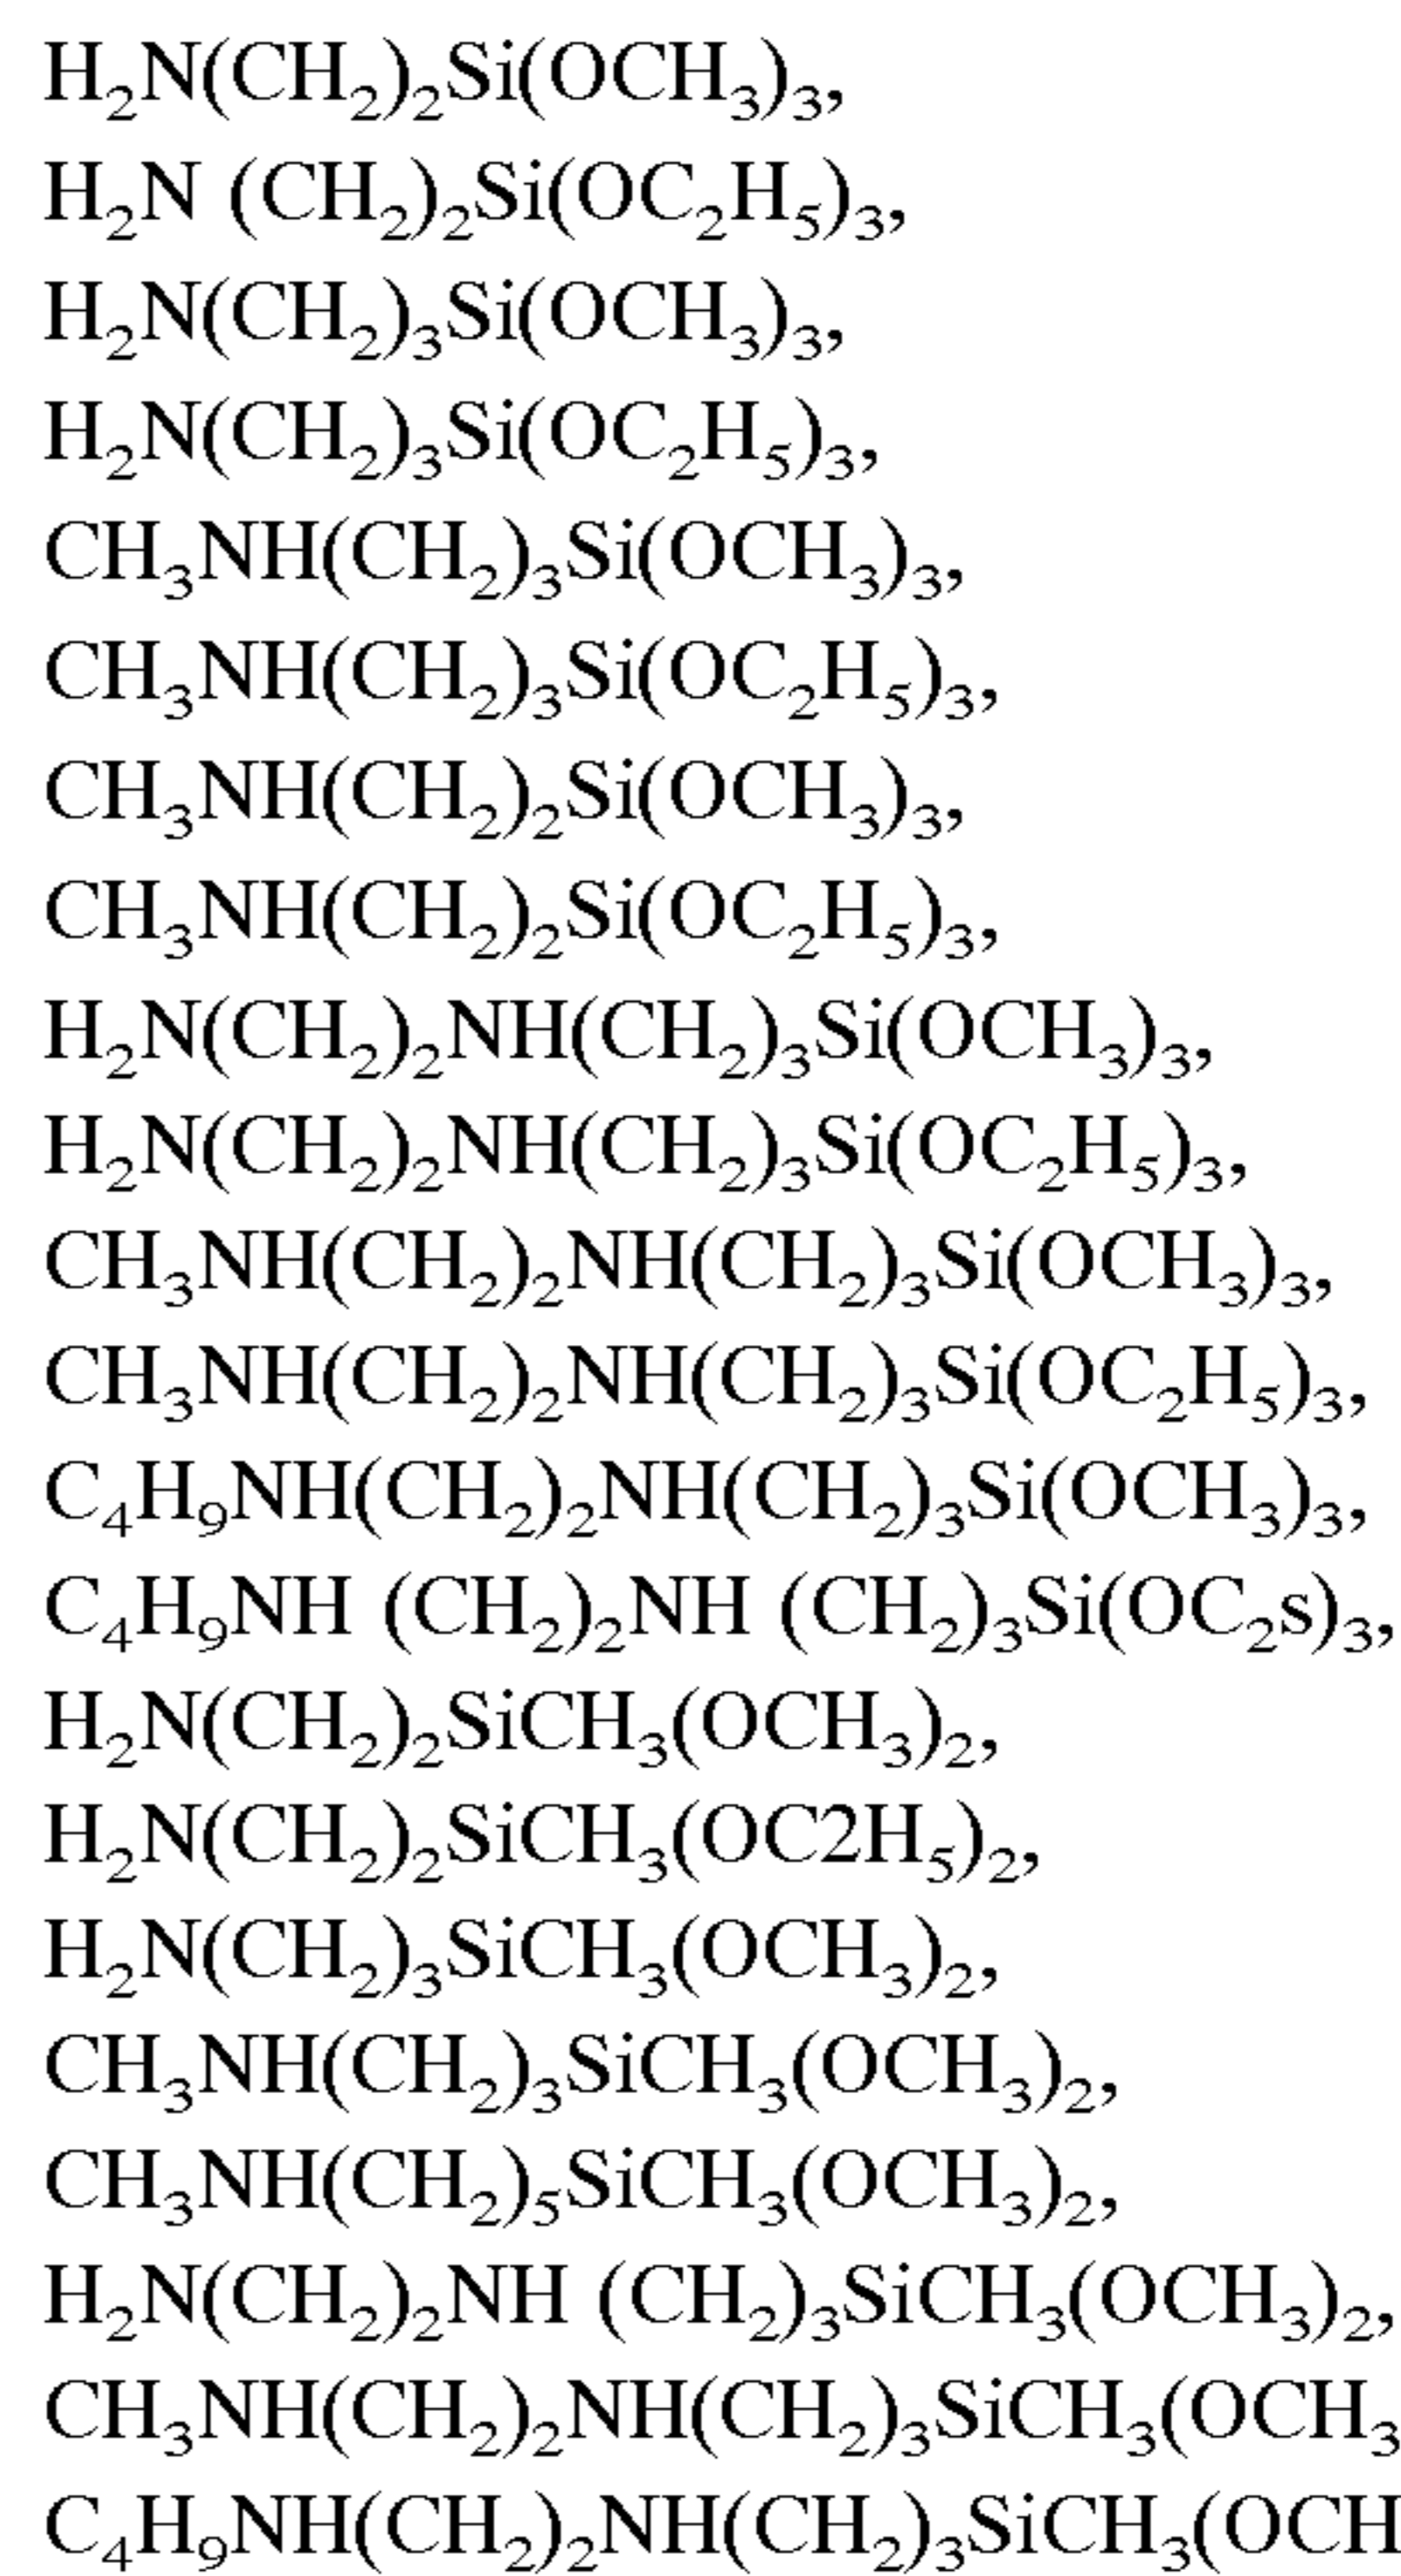 H₂N(CH₂)₂Si(OCH₃)₃,
H₂N (CH₂)₂Si(OC₂H₅)₃,
H₂N(CH₂)₃Si(OCH₃)₃,
H₂N(CH₂)₃Si(OC₂H₅)₃,
CH₃NH(CH₂)₃Si(OCH₃)₃,
CH₃NH(CH₂)₃Si(OC₂H₅)₃,
CH₃NH(CH₂)₂Si(OCH₃)₃,
CH₃NH(CH₂)₂Si(OC₂H₅)₃,
H₂N(CH₂)₂NH(CH₂)₃Si(OCH₃)₃,
H₂N(CH₂)₂NH(CH₂)₃Si(OC₂H₅)₃,
CH₃NH(CH₂)₂NH(CH₂)₃Si(OCH₃)₃,
CH₃NH(CH₂)₂NH(CH₂)₃Si(OC₂H₅)₃,
C₄H₉NH(CH₂)₂NH(CH₂)₃Si(OCH₃)₃,
C₄H₉NH (CH₂)₂NH (CH₂)₃Si(OC₂s)₃,
H₂N(CH₂)₂SiCH₃(OCH₃)₂,
H₂N(CH₂)₂SiCH₃(OC2H₅)₂,
H₂N(CH₂)₃SiCH₃(OCH₃)₂,
CH₃NH(CH₂)₃SiCH₃(OCH₃)₂,
CH₃NH(CH₂)₅SiCH₃(OCH₃)₂,
H₂N(CH₂)₂NH (CH₂)₃SiCH₃(OCH₃)₂,
CH₃NH(CH₂)₂NH(CH₂)₃SiCH₃(OCH₃
C₄H₉NH(CH₂)₂NH(CH₂)₃SiCH₃(OCH